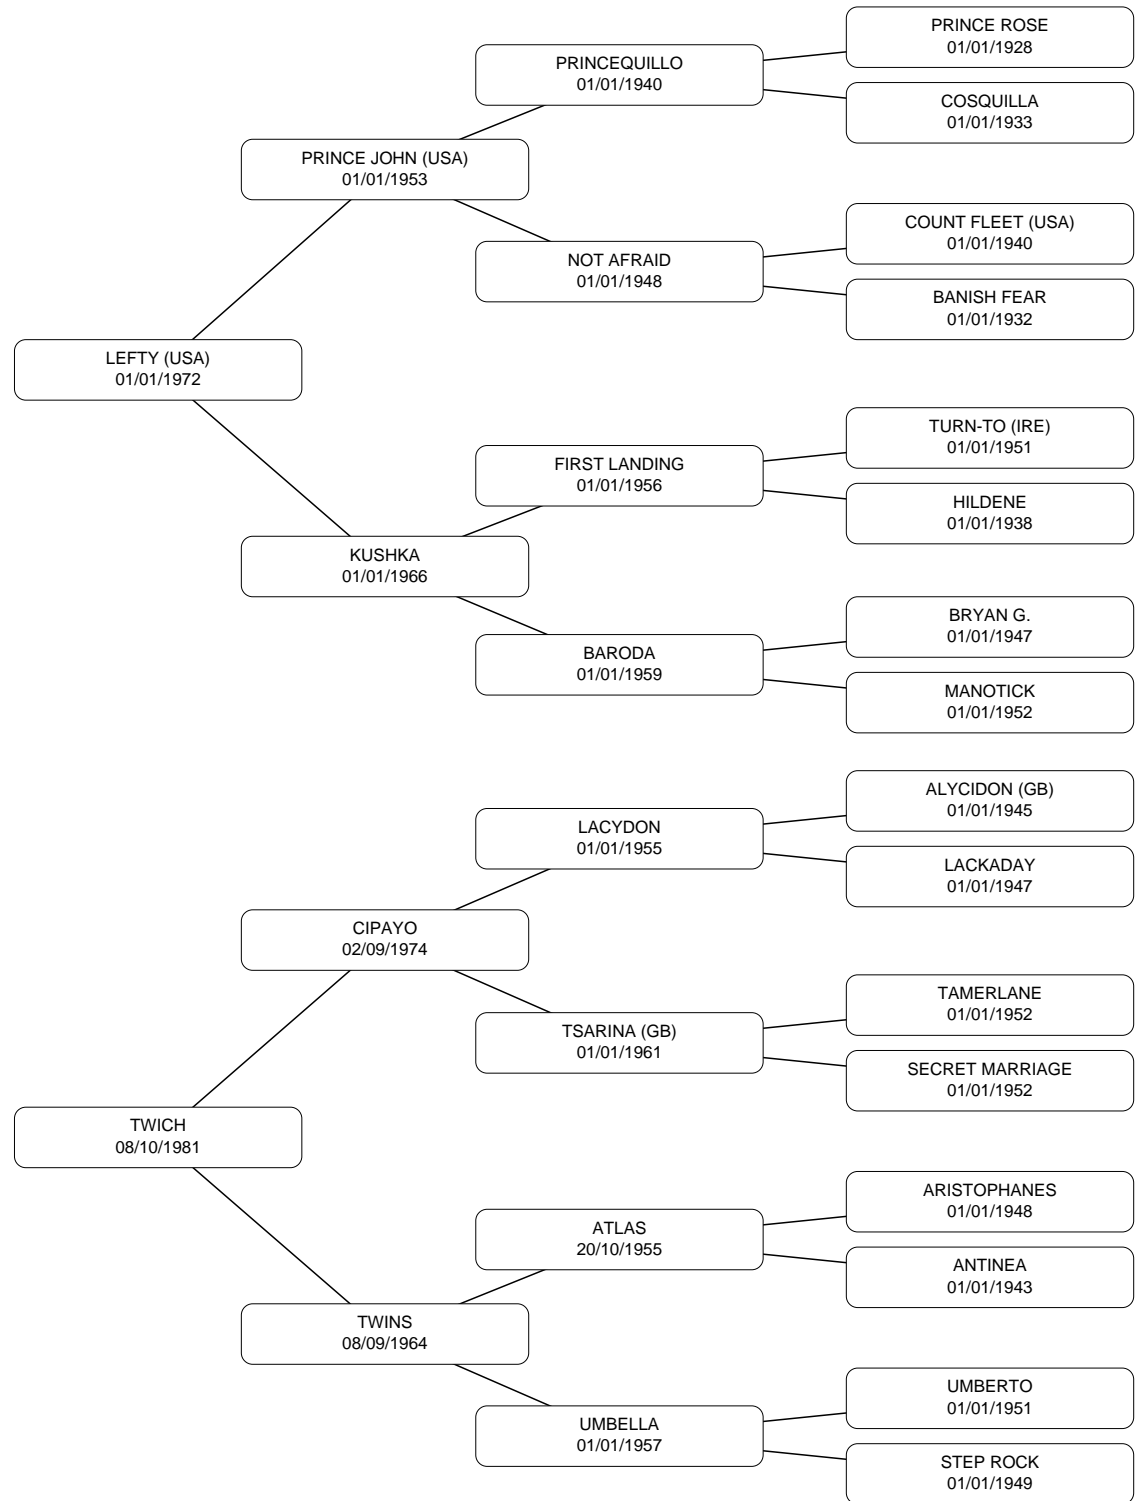 PRINCE ROSE
01/01/1928
PRINCEQUILLO
01/01/1940
COSQUILLA
01/01/1933
PRINCE JOHN (USA)
01/01/1953
COUNT FLEET (USA)
01/01/1940
NOT AFRAID
01/01/1948
BANISH FEAR
01/01/1932
LEFTY (USA)
01/01/1972
TURN-TO (IRE)
01/01/1951
FIRST LANDING
01/01/1956
HILDENE
01/01/1938
KUSHKA
01/01/1966
BRYAN G.
01/01/1947
BARODA
01/01/1959
MANOTICK
01/01/1952
ALYCIDON (GB)
01/01/1945
LACYDON
01/01/1955
LACKADAY
01/01/1947
CIPAYO
02/09/1974
TAMERLANE
01/01/1952
TSARINA (GB)
01/01/1961
SECRET MARRIAGE
01/01/1952
TWICH
08/10/1981
ARISTOPHANES
01/01/1948
ATLAS
20/10/1955
ANTINEA
01/01/1943
TWINS
08/09/1964
UMBERTO
01/01/1951
UMBELLA
01/01/1957
STEP ROCK
01/01/1949